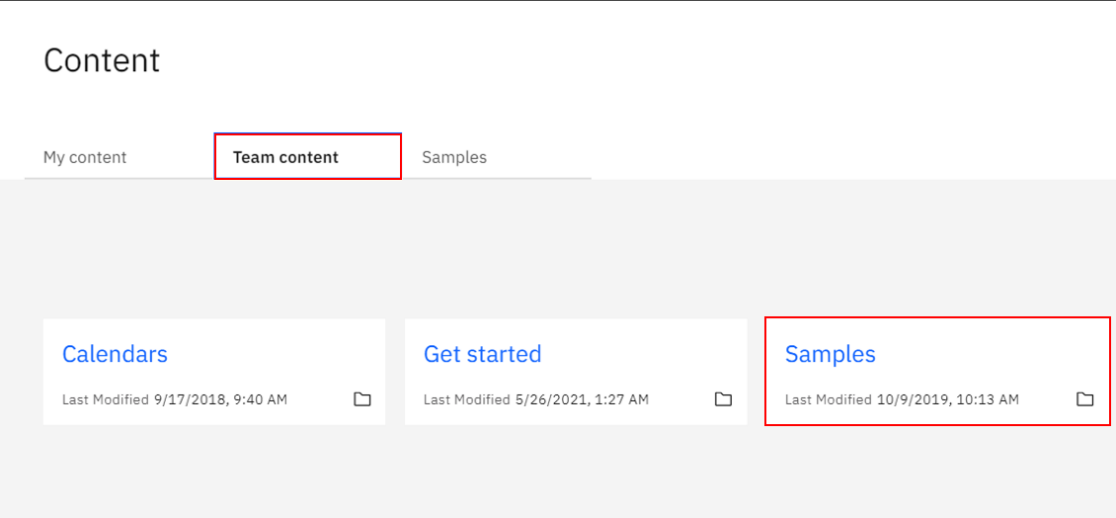 Content
My content Team content Samples
Calendars Get started Samples
Last Modified 9/17/2018, 9:40 AM Last Modified 5/26/2021, 1:27 AM Last Modified 10/9/2019, 10:13 AM